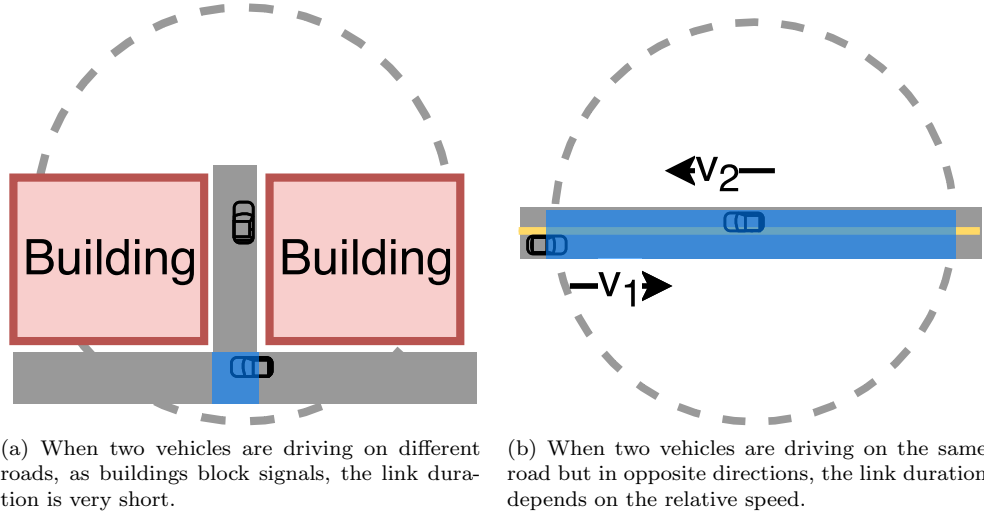 Building
Building
v2
v1
(a) When two vehicles are driving on different
roads, as buildings block signals, the link dura-
tion is very short.
(b) When two vehicles are driving on the same
road but in opposite directions, the link duration
depends on the relative speed.